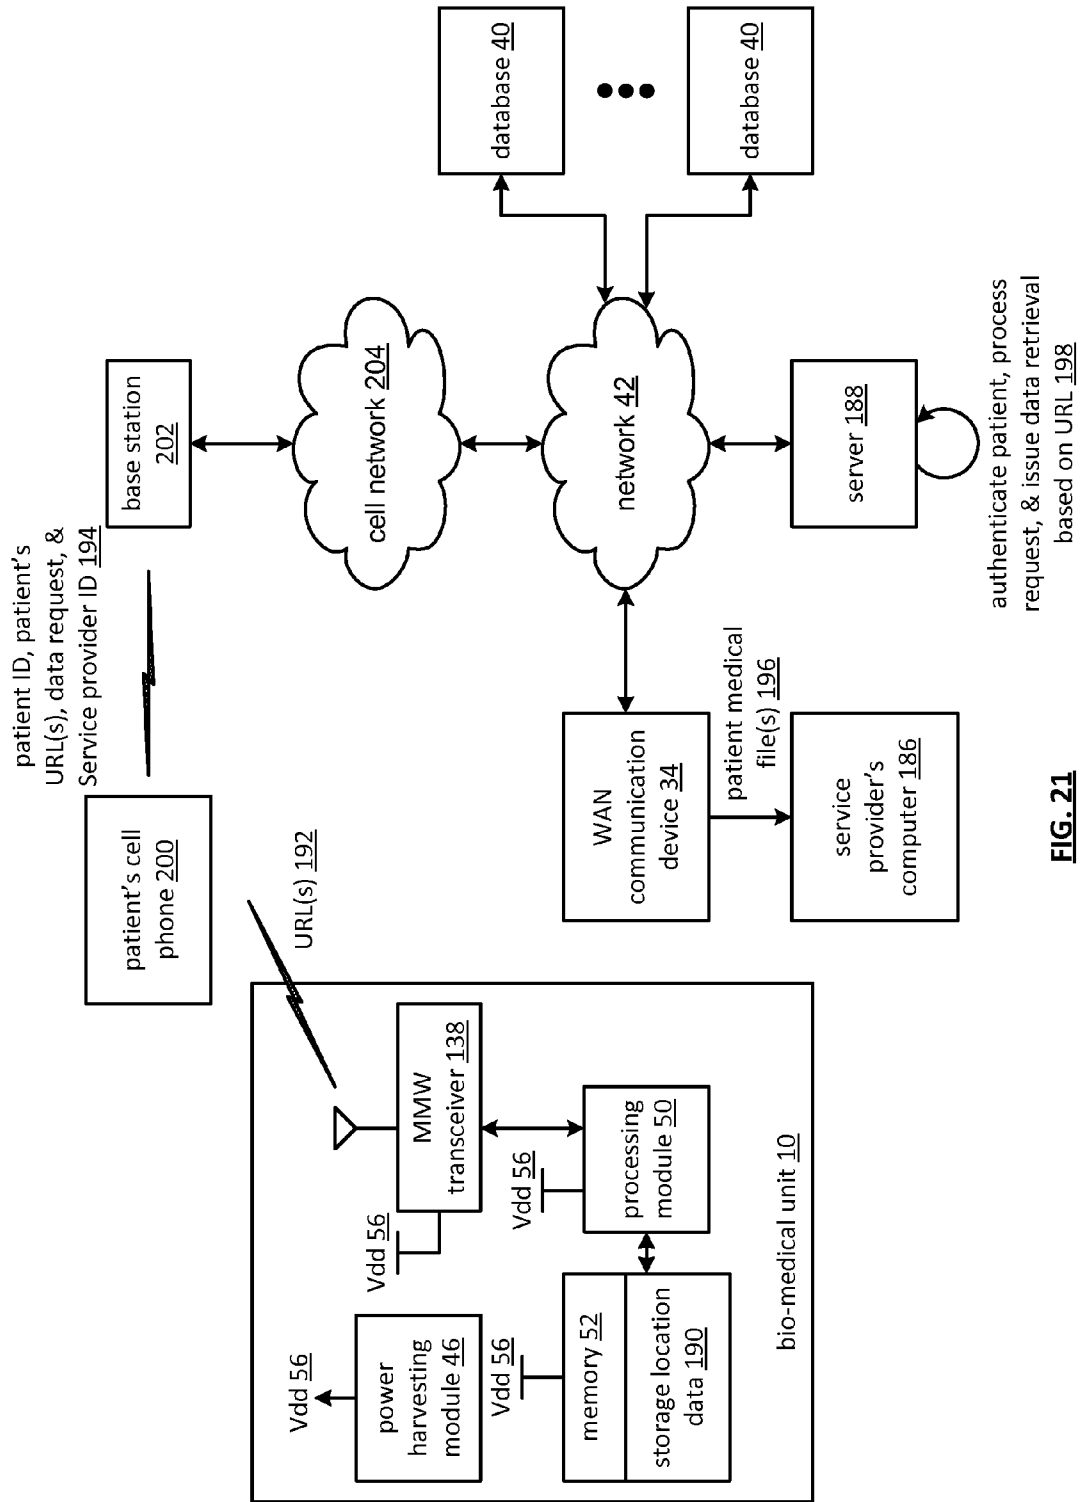 patient's cell
phone 200
patient ID, patient's
URL(s), data request, &
Service provider ID 194
base station
202
URL(s) 192
cell network 204
database 40
database 40
network 42
Vdd 56
power
harvesting
module 46
Vdd 56
MMW
transceiver 138
Vdd 56
memory 52
storage location
data 190
Vdd 56
processing
module 50
bio-medical unit 10
WAN
communication
device 34
patient medical
file(s) 196
service
provider's
computer 186
server 188
authenticate patient, process
request, & issue data retrieval
based on URL 198
FIG. 21